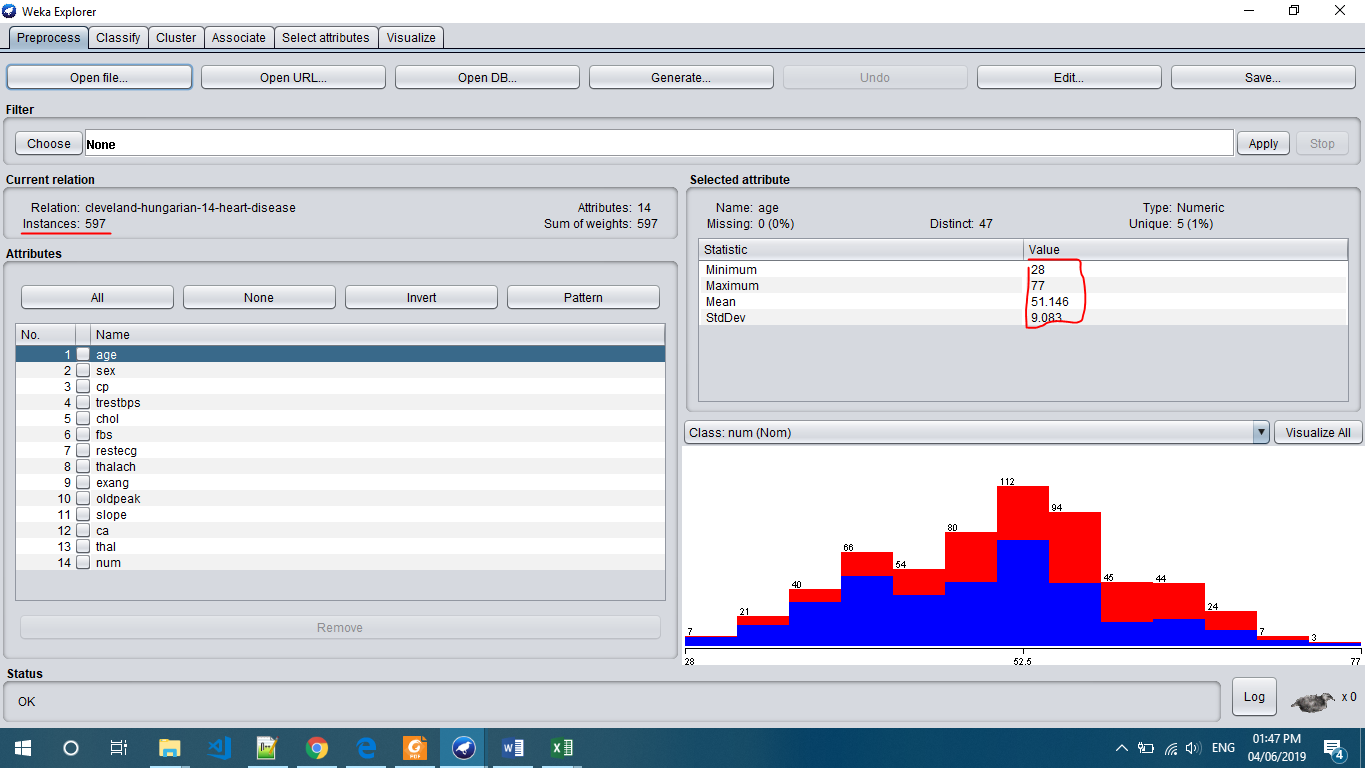 Weka Explorer
Preprocess Classify Cluster Associate Select attributes Visualize
Open file... Open URL... Open DB... Generate... Undo Edit... Save...
Filter
Choose None Apply Stop
Current relation
Relation: cleveland-hungarian-14-heart-disease Attributes: 14
Instances: 597 Sum of weights: 597
Attributes
All None Invert Pattern
No. Name
1 age
2 sex
3 cp
4 trestbps
5 chol
6 fbs
7 restecg
8 thalach
9 exang
10 oldpeak
11 slope
12 ca
13 thal
14 num
Remove
Selected attribute
Name: age Type: Numeric
Missing: 0 (0%) Distinct: 47 Unique: 5 (1%)
Statistic Value
Minimum 28
Maximum 77
Mean 51.146
StdDev 9.083
Class: num (Nom) Visualize All
7 21 40 66 54 80 112 94 45 44 24 7 3
28 52.5 77
Status
OK
Log x 0
ENG
01:47 PM
04/06/2019
4